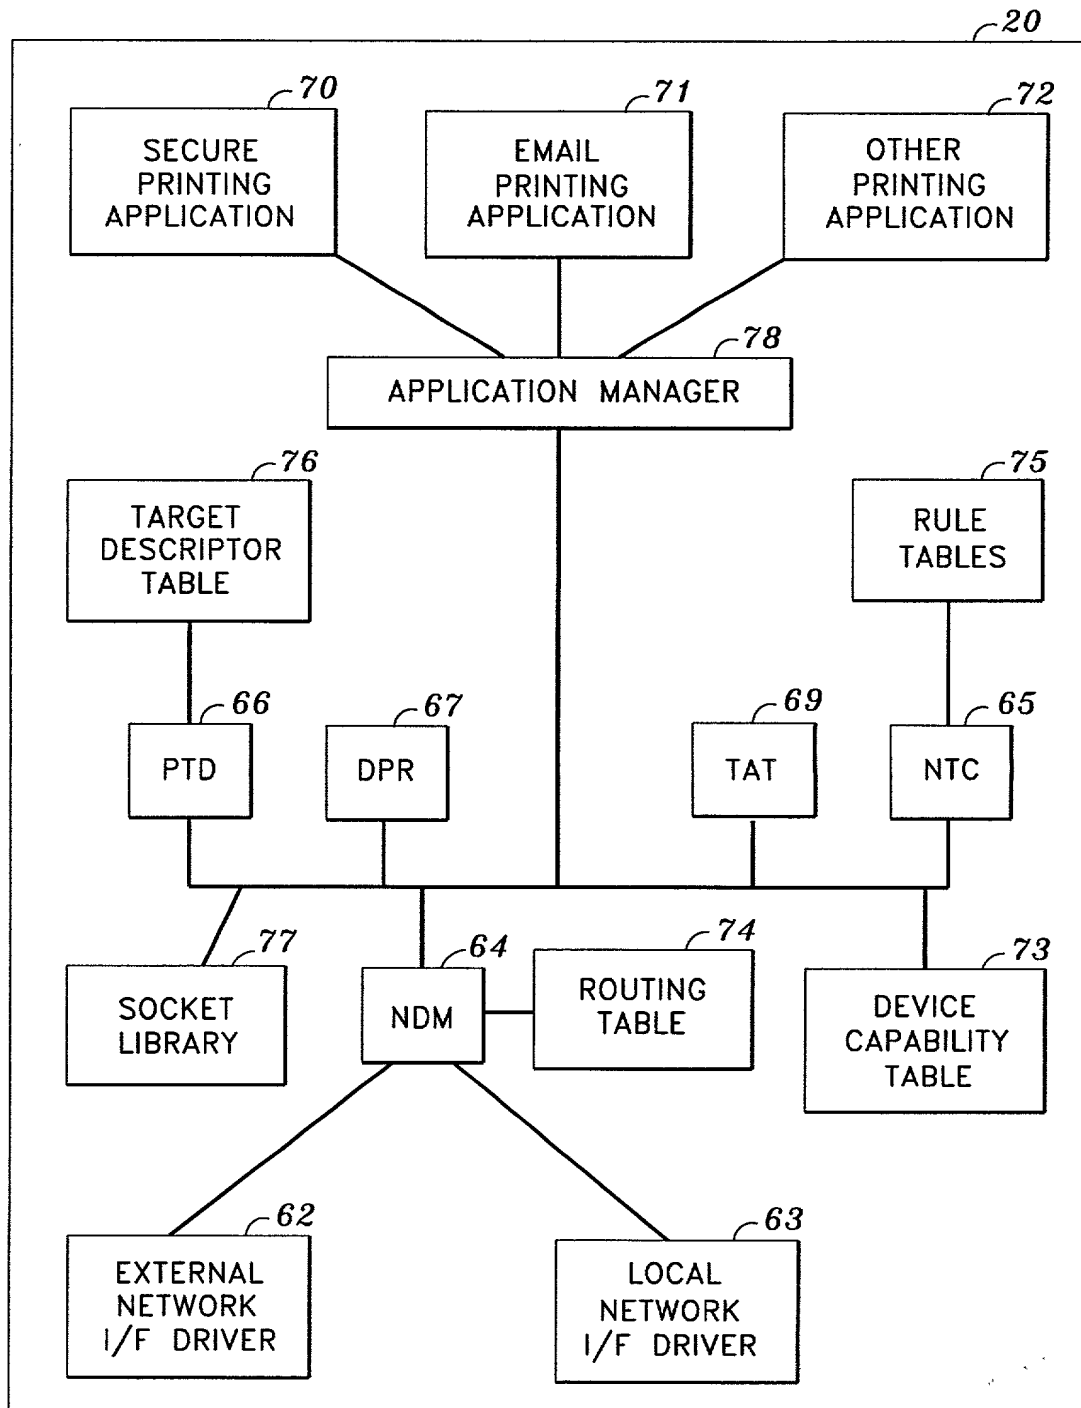 20
70
71
72
SECURE
PRINTING
APPLICATION
EMAIL
PRINTING
APPLICATION
OTHER
PRINTING
APPLICATION
78
APPLICATION MANAGER
76
75
TARGET
DESCRIPTOR
TABLE
RULE
TABLES
66
67
69
65
PTD
DPR
TAT
NTC
77
64
74
73
SOCKET
LIBRARY
NDM
ROUTING
TABLE
DEVICE
CAPABILITY
TABLE
62
63
EXTERNAL
NETWORK
I/F DRIVER
LOCAL
NETWORK
I/F DRIVER